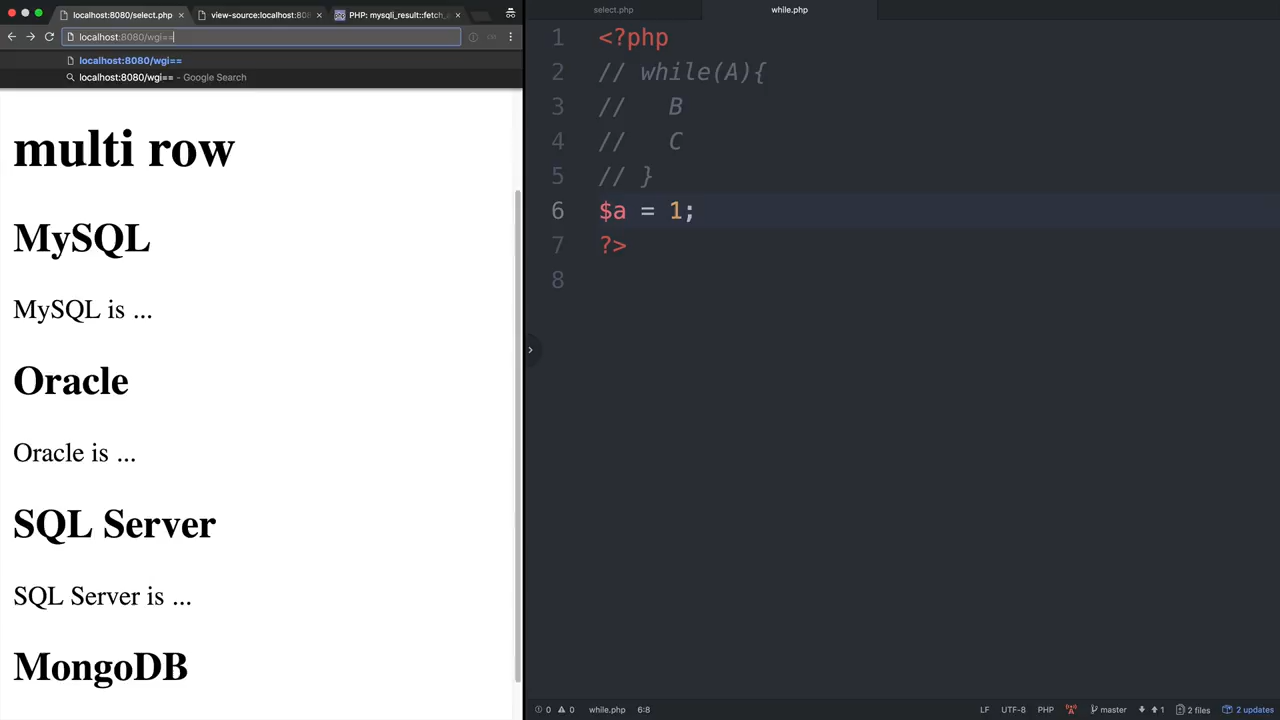 localhost:8080/select.php
view-source:localhost:808
PHP: mysqli_result::fetch_a
localhost:8080/wgi==
localhost:8080/wgi==
localhost:8080/wgi== – Google Search
multi row
MySQL
MySQL is ...
Oracle
Oracle is ...
SQL Server
SQL Server is ...
MongoDB
select.php
while.php
1 <?php
2 // while(A){
3 //   B
4 //   C
5 // }
6 $a = 1;
7 ?>
8
0 0 while.php 6:8
LF UTF-8 PHP master 1 2 files 2 updates